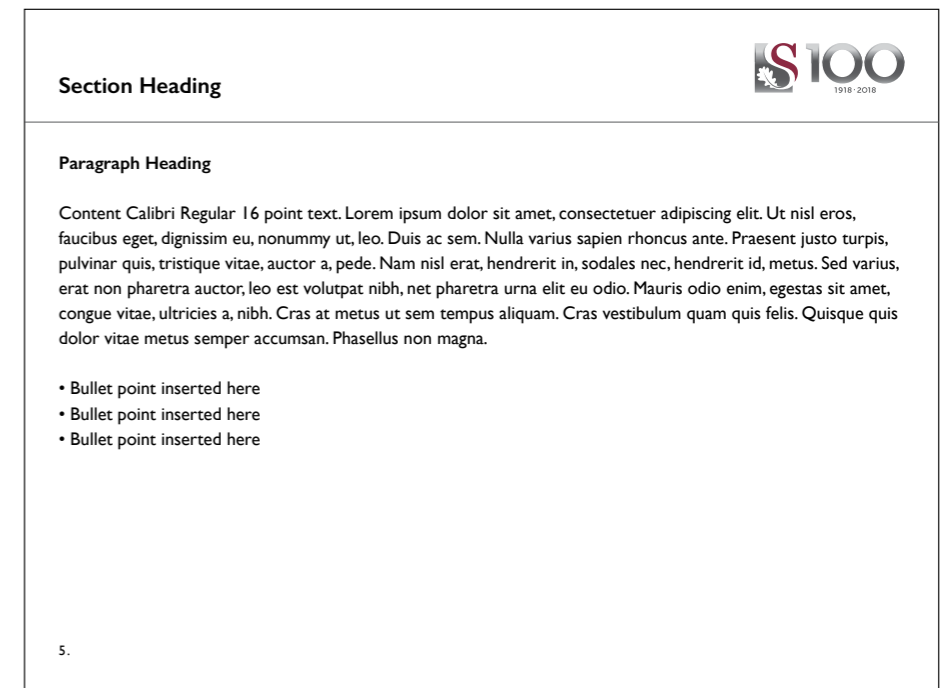 S 100
1918·2018
Section Heading
Paragraph Heading
Content Calibri Regular 16 point text. Lorem ipsum dolor sit amet, consectetuer adipiscing elit. Ut nisl eros,
faucibus eget, dignissim eu, nonummy ut, leo. Duis ac sem. Nulla varius sapien rhoncus ante. Praesent justo turpis,
pulvinar quis, tristique vitae, auctor a, pede. Nam nisl erat, hendrerit in, sodales nec, hendrerit id, metus. Sed varius,
erat non pharetra auctor, leo est volutpat nibh, net pharetra urna elit eu odio. Mauris odio enim, egestas sit amet,
congue vitae, ultricies a, nibh. Cras at metus ut sem tempus aliquam. Cras vestibulum quam quis felis. Quisque quis
dolor vitae metus semper accumsan. Phasellus non magna.
• Bullet point inserted here
• Bullet point inserted here
• Bullet point inserted here
5.